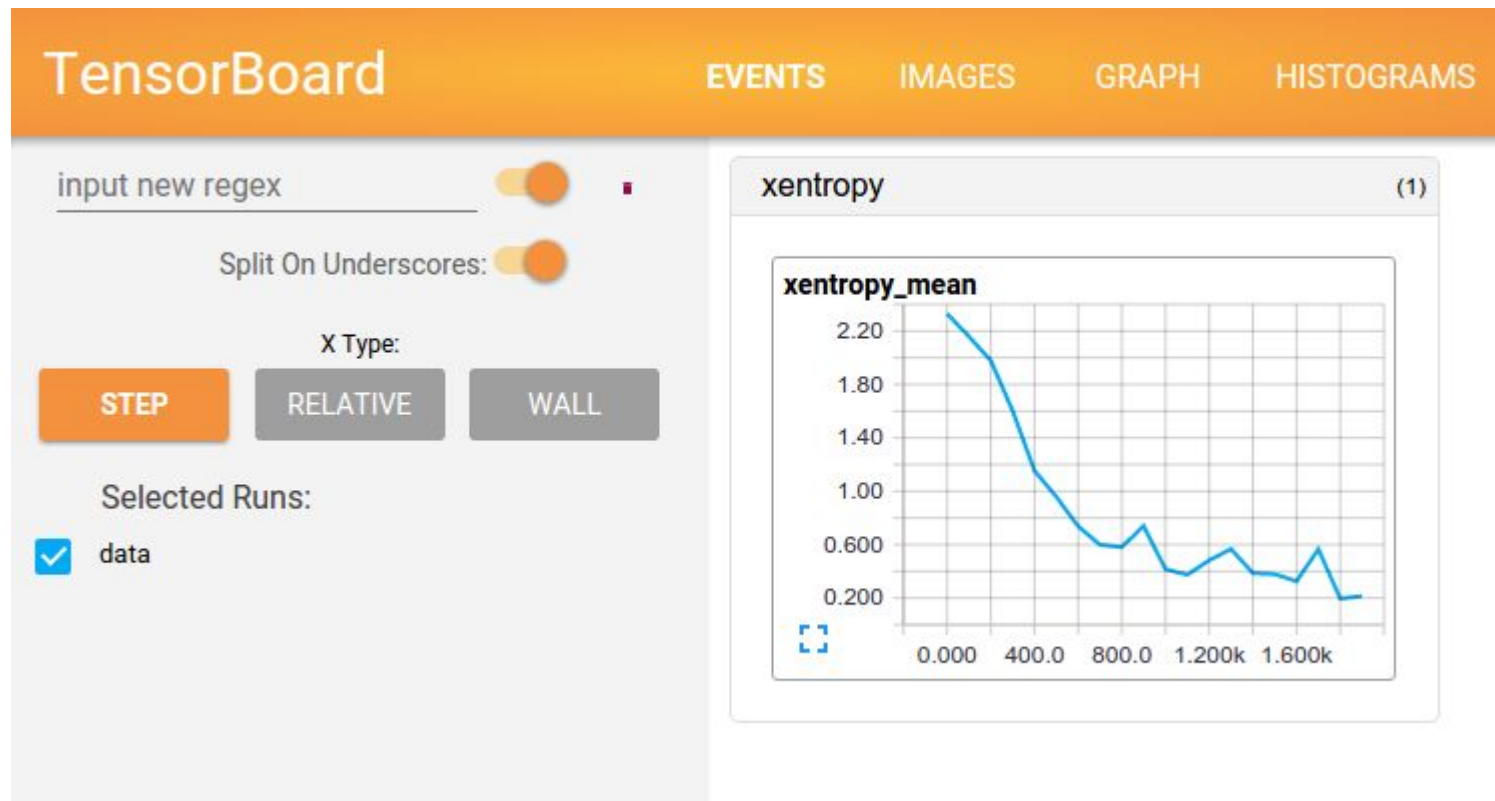 TensorBoard EVENTS IMAGES GRAPH HISTOGRAMS
input new regex
Split On Underscores:
X Type:
STEP RELATIVE WALL
Selected Runs:
data
xentropy (1)
xentropy_mean
2.20
1.80
1.40
1.00
0.600
0.200
0.000 400.0 800.0 1.200k 1.600k